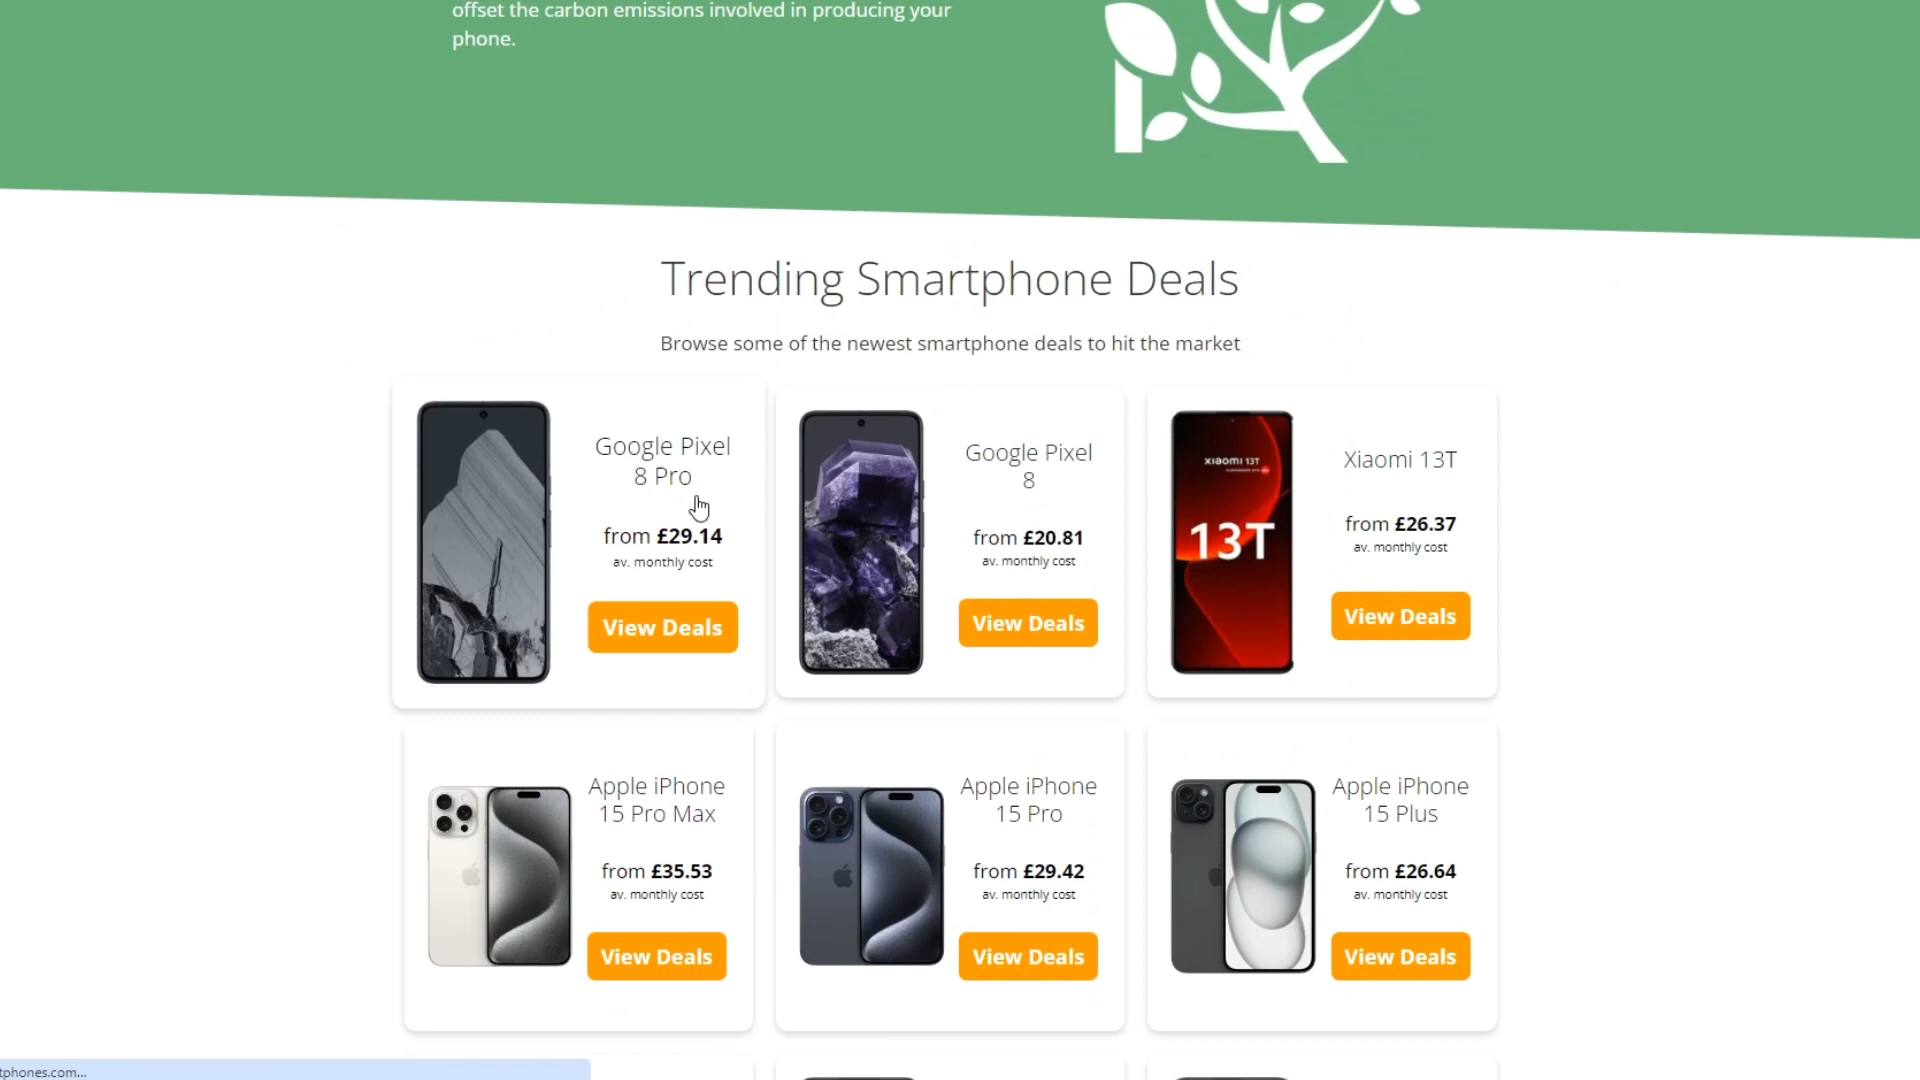 offset the carbon emissions involved in producing your
phone.
Trending Smartphone Deals
Browse some of the newest smartphone deals to hit the market
Google Pixel
8 Pro
from £29.14
av. monthly cost
View Deals
Google Pixel
8
from £20.81
av. monthly cost
View Deals
XIAOMI 13T
13T
Xiaomi 13T
from £26.37
av. monthly cost
View Deals
Apple iPhone
15 Pro Max
from £35.53
av. monthly cost
View Deals
Apple iPhone
15 Pro
from £29.42
av. monthly cost
View Deals
Apple iPhone
15 Plus
from £26.64
av. monthly cost
View Deals
tphones.com...